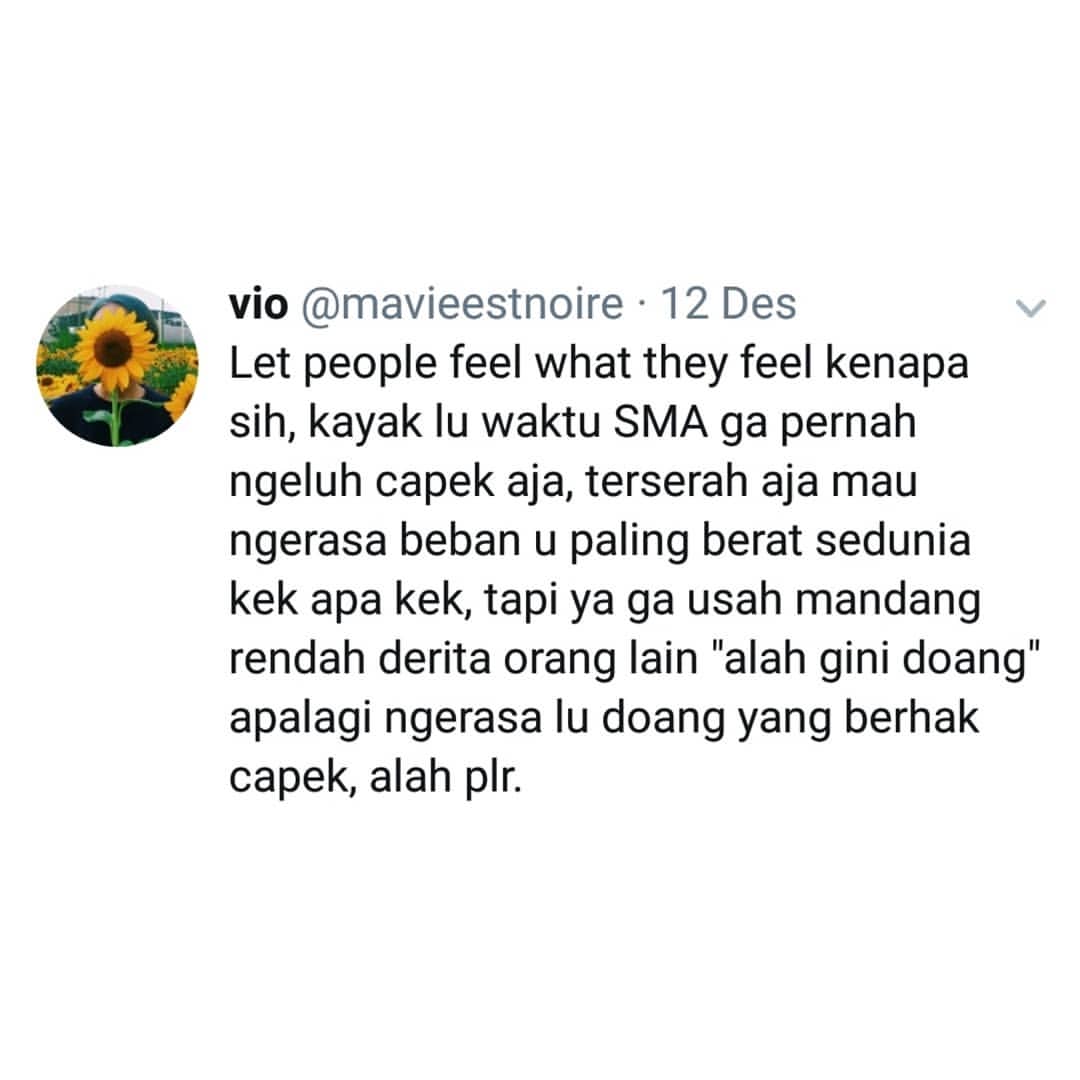 vio @mavieestnoire · 12 Des
Let people feel what they feel kenapa
sih, kayak lu waktu SMA ga pernah
ngeluh capek aja, terserah aja mau
ngerasa beban u paling berat sedunia
kek apa kek, tapi ya ga usah mandang
rendah derita orang lain "alah gini doang"
apalagi ngerasa lu doang yang berhak
capek, alah plr.